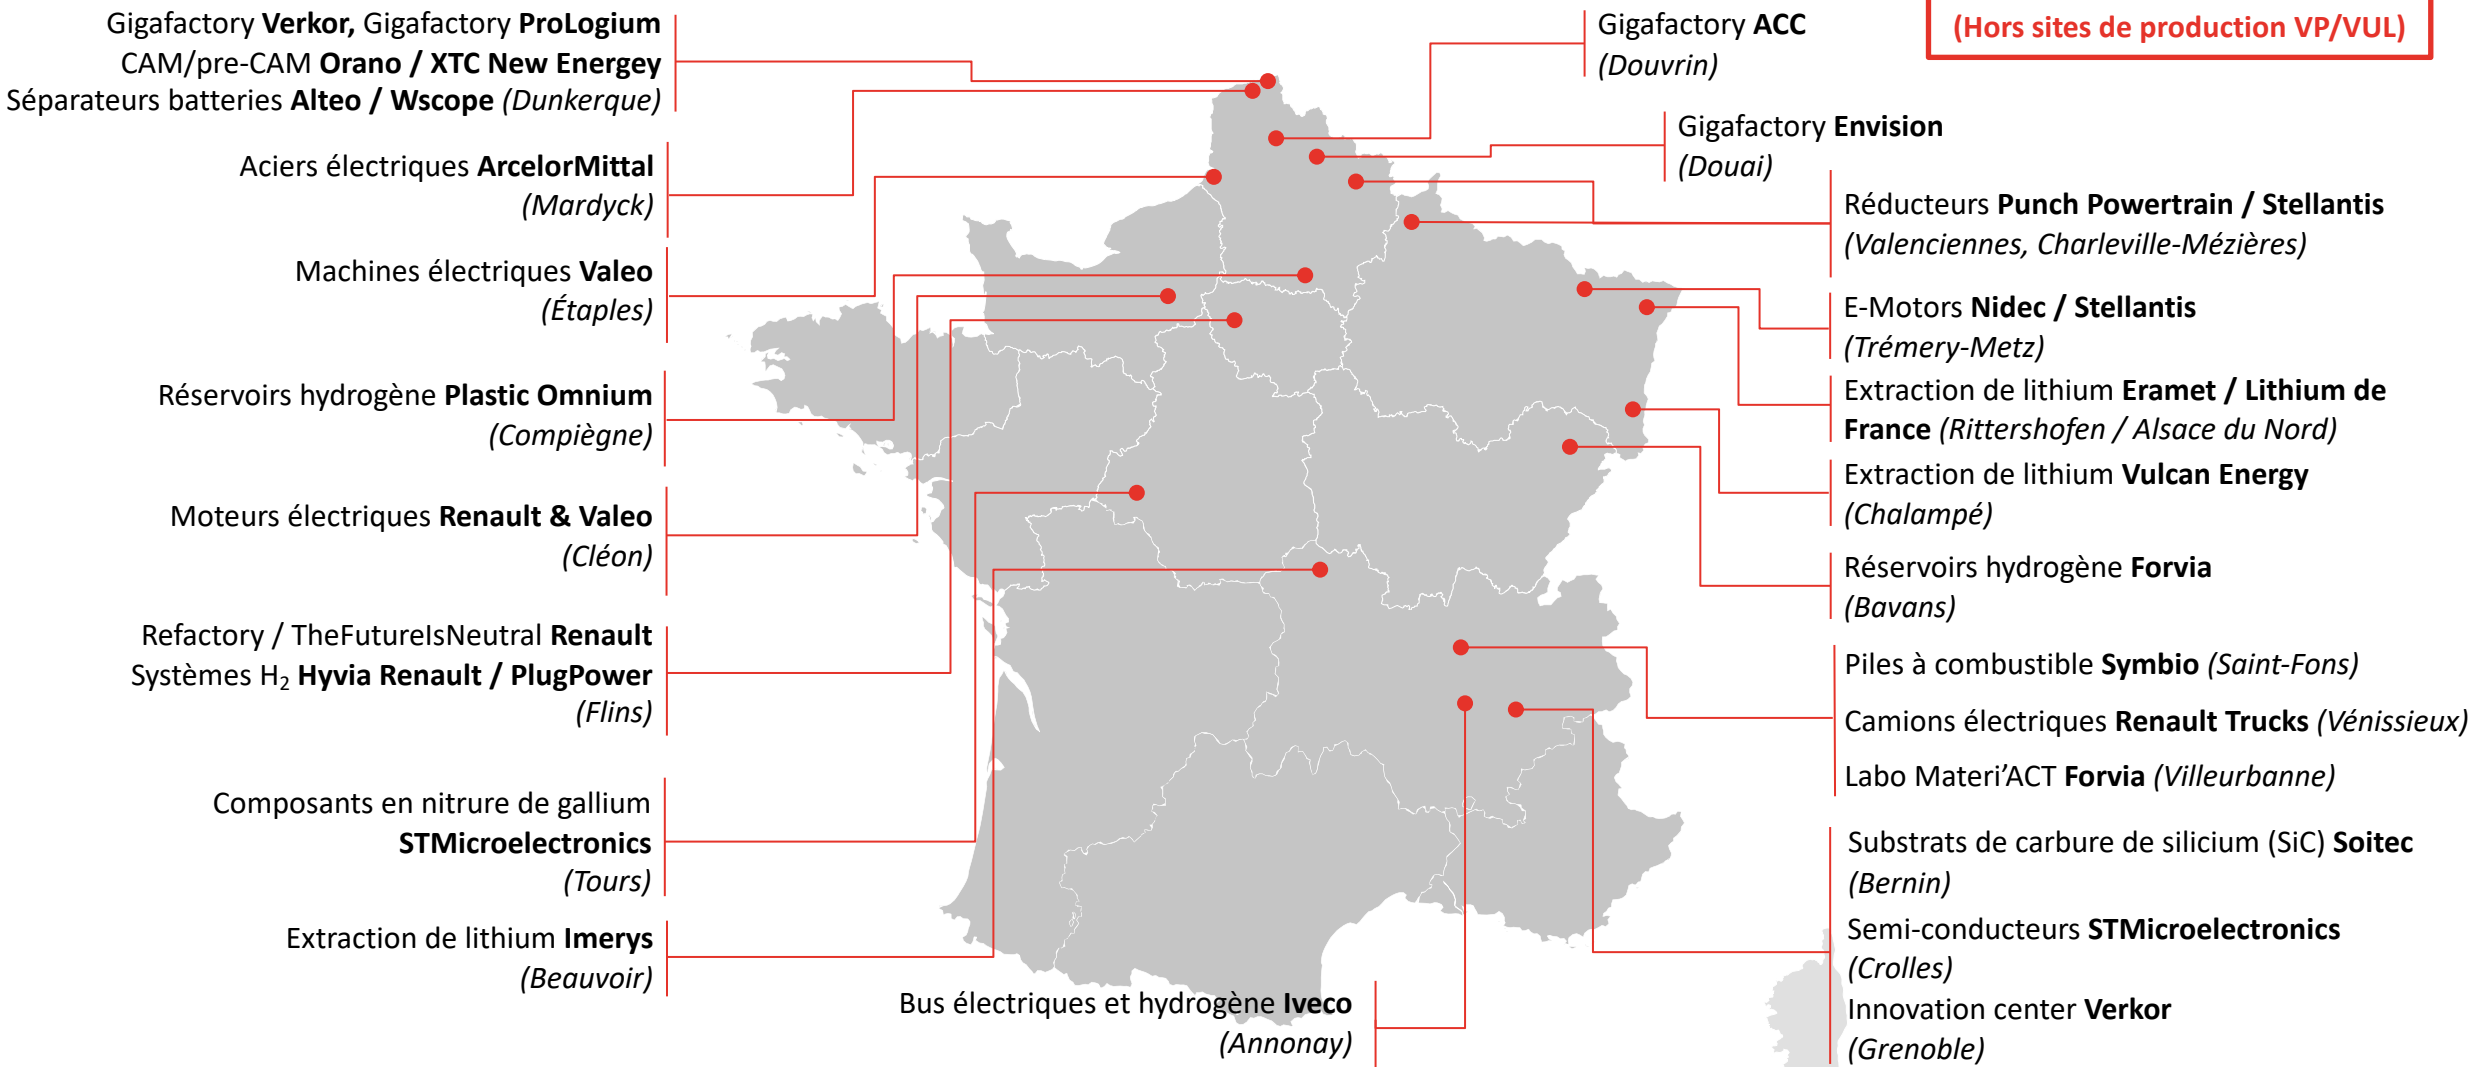 Gigafactory Verkor, Gigafactory ProLogium
CAM/pre-CAM Orano / XTC New Energey
Séparateurs batteries Alteo / Wscope (Dunkerque)
Aciers électriques ArcelorMittal
(Mardyck)
Machines électriques Valeo
(Étaples)
Réservoirs hydrogène Plastic Omnium
(Compiègne)
Moteurs électriques Renault & Valeo
(Cléon)
Refactory / TheFutureIsNeutral Renault
Systèmes H₂ Hyvia Renault / PlugPower
(Flins)
Composants en nitrure de gallium
STMicroelectronics
(Tours)
Extraction de lithium Imerys
(Beauvoir)
Bus électriques et hydrogène Iveco
(Annonay)
(Hors sites de production VP/VUL)
Gigafactory ACC
(Douvrin)
Gigafactory Envision
(Douai)
Réducteurs Punch Powertrain / Stellantis
(Valenciennes, Charleville-Mézières)
E-Motors Nidec / Stellantis
(Trémery-Metz)
Extraction de lithium Eramet / Lithium de
France (Rittershofen / Alsace du Nord)
Extraction de lithium Vulcan Energy
(Chalampé)
Réservoirs hydrogène Forvia
(Bavans)
Piles à combustible Symbio (Saint-Fons)
Camions électriques Renault Trucks (Vénissieux)
Labo Materi’ACT Forvia (Villeurbanne)
Substrats de carbure de silicium (SiC) Soitec
(Bernin)
Semi-conducteurs STMicroelectronics
(Crolles)
Innovation center Verkor
(Grenoble)